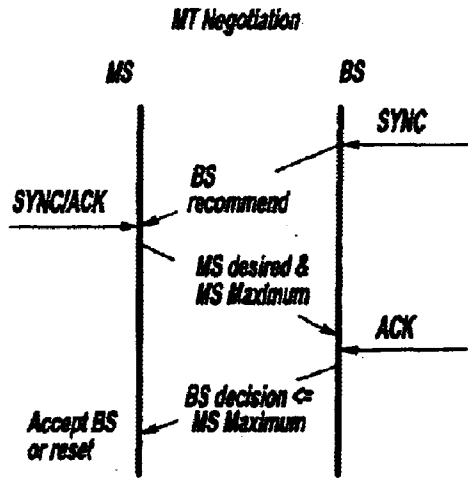 MT Negotiation
MS
BS
SYNC
BS
recommend
SYNC/ACK
MS desired &
MS Maximum
ACK
BS decision <=
MS Maximum
Accept BS
or reset